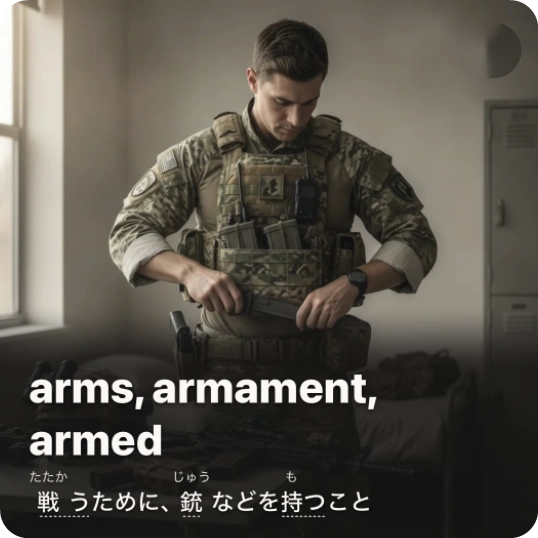 arms, armament,
armed
たたか じゅう も
戦うために、銃などを持つこと